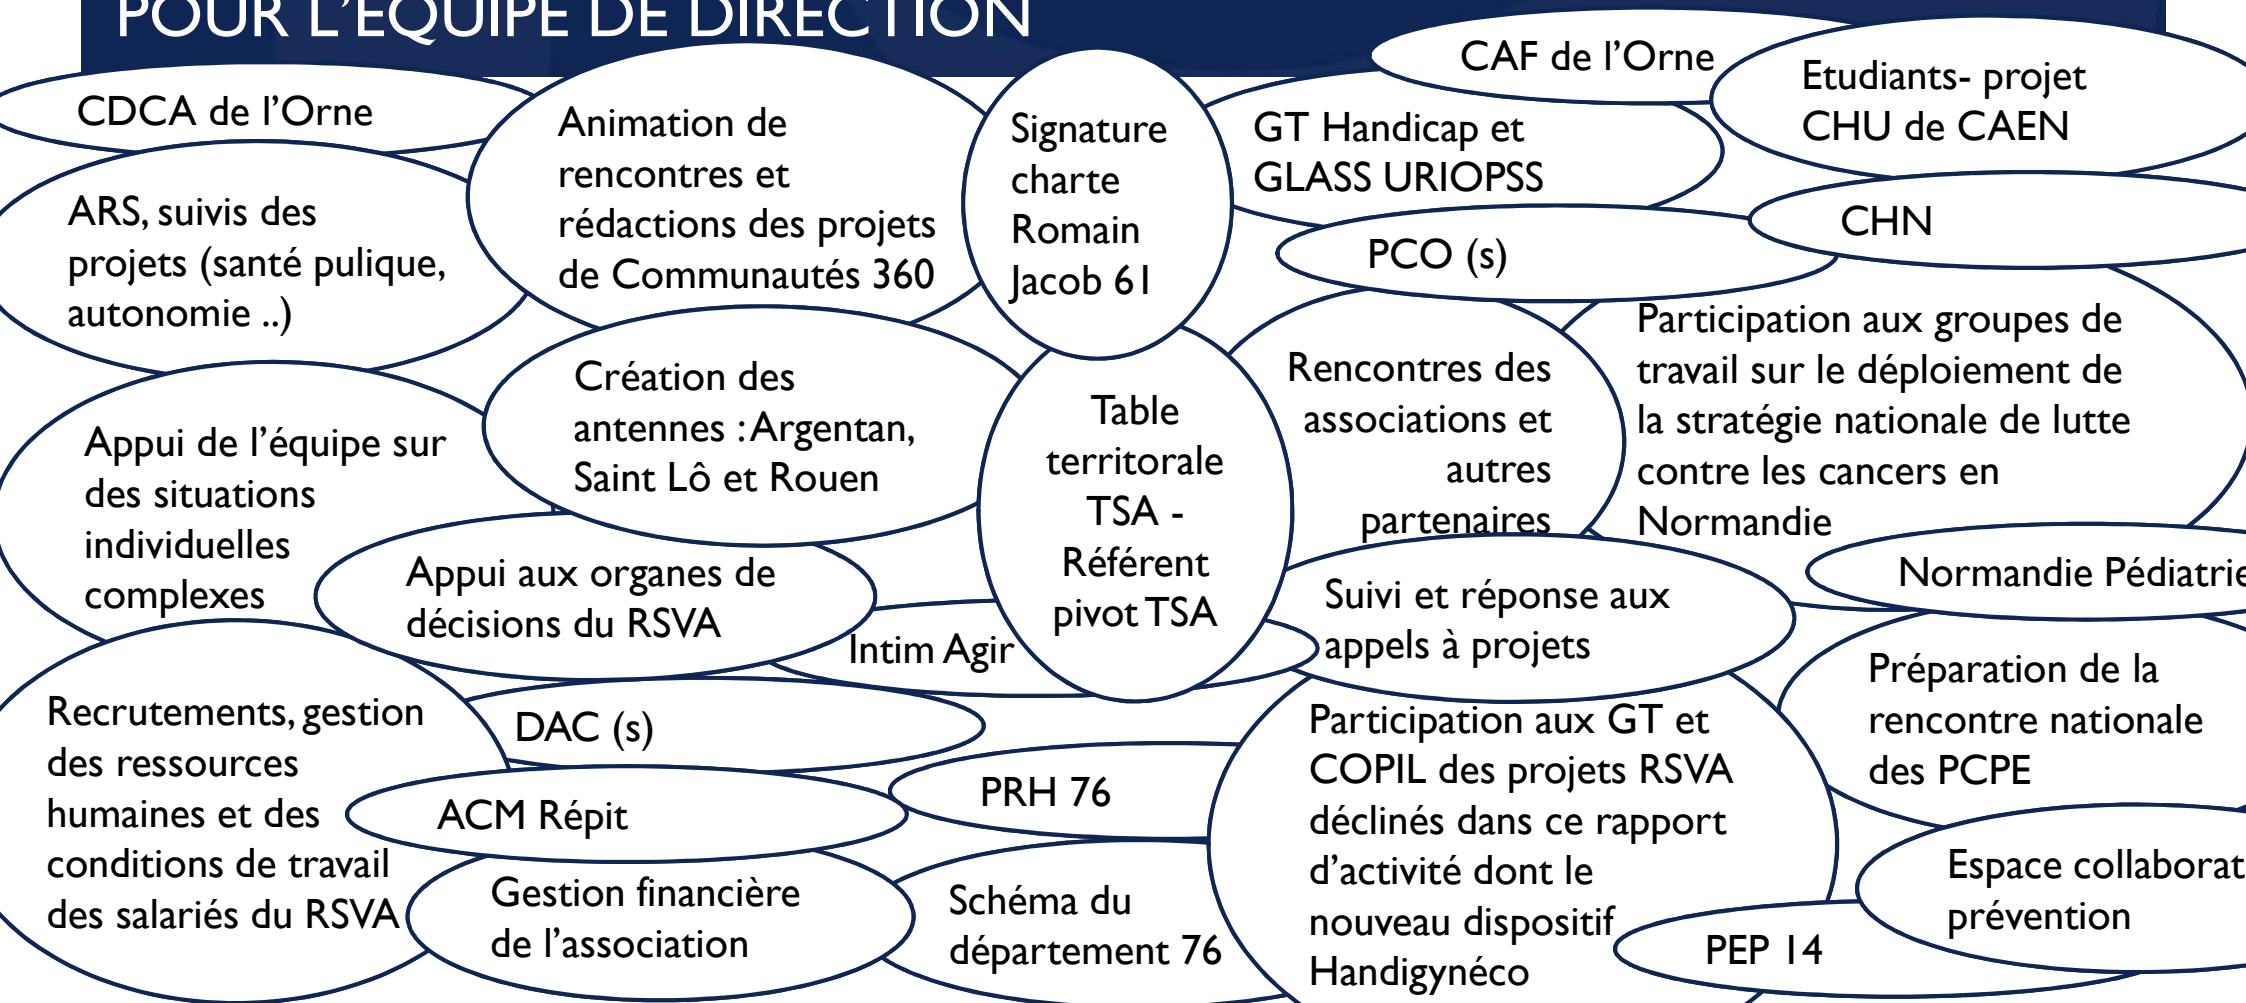 POUR L'EQUIPE DE DIRECTION
CDCA de l'Orne
Animation de
rencontres et
rédactions des projets
de Communautés 360
Signature
charte
Romain
Jacob 61
GT Handicap et
GLASS URIOPSS
CAF de l'Orne
Etudiants- projet
CHU de CAEN
ARS, suivis des
projets (santé pulique,
autonomie ..)
PCO (s)
CHN
Création des
antennes : Argentan,
Saint Lô et Rouen
Table
territorale
TSA -
Référent
pivot TSA
Rencontres des
associations et
autres
partenaires
Participation aux groupes de
travail sur le déploiement de
la stratégie nationale de lutte
contre les cancers en
Normandie
Appui de l'équipe sur
des situations
individuelles
complexes
Appui aux organes de
décisions du RSVA
Intim Agir
Suivi et réponse aux
appels à projets
Normandie Pédiatrie
Préparation de la
rencontre nationale
des PCPE
Recrutements, gestion
des ressources
humaines et des
conditions de travail
des salariés du RSVA
DAC (s)
ACM Répit
PRH 76
Participation aux GT et
COPIL des projets RSVA
déclinés dans ce rapport
d'activité dont le
nouveau dispositif
Handigynéco
Gestion financière
de l'association
Schéma du
département 76
PEP 14
Espace collaborat
prévention